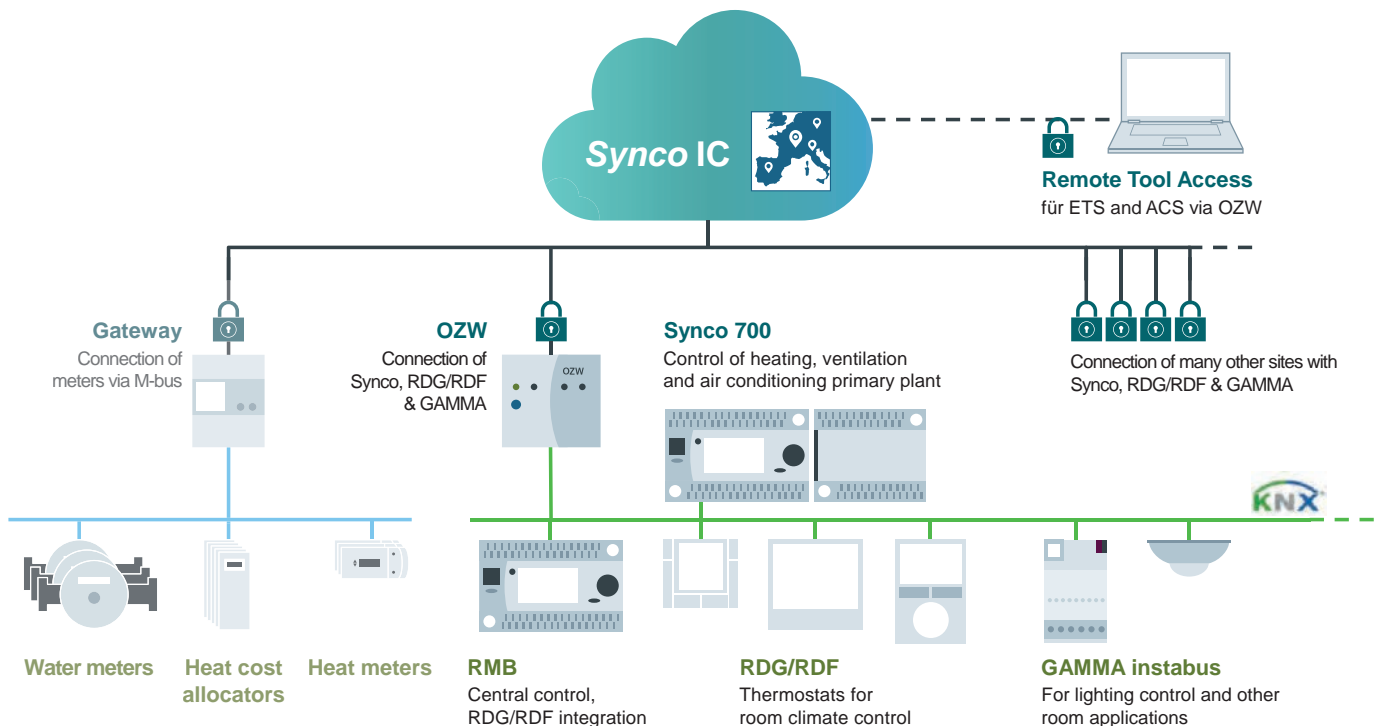 Synco IC
Remote Tool Access
für ETS and ACS via OZW
Gateway
Connection of
meters via M-bus
OZW
Connection of
Synco, RDG/RDF
& GAMMA
OZW
Synco 700
Control of heating, ventilation
and air conditioning primary plant
Connection of many other sites with
Synco, RDG/RDF & GAMMA
KNX
Water meters
Heat cost
allocators
Heat meters
RMB
Central control,
RDG/RDF integration
RDG/RDF
Thermostats for
room climate control
GAMMA instabus
For lighting control and other
room applications